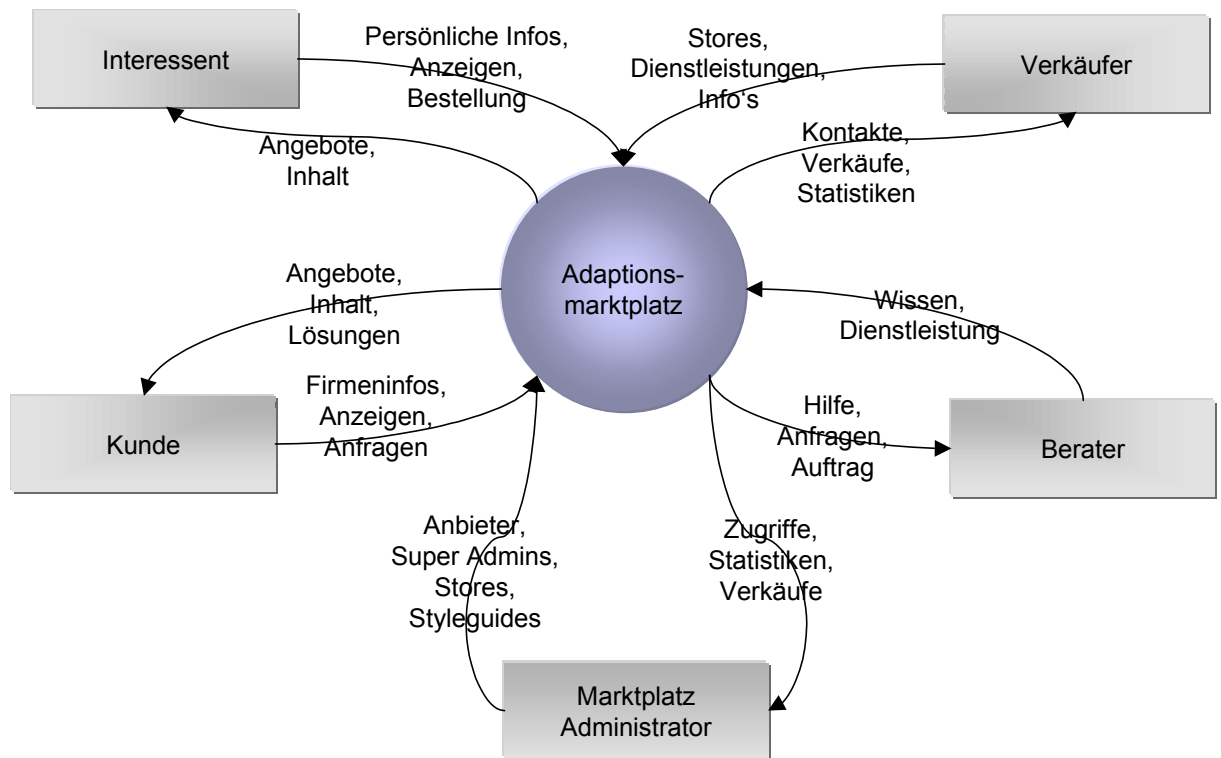 Interessent
Persönliche Infos,
Anzeigen,
Bestellung
Stores,
Dienstleistungen,
Info‘s
Verkäufer
Angebote,
Inhalt
Kontakte,
Verkäufe,
Statistiken
Adaptions-
marktplatz
Angebote,
Inhalt,
Lösungen
Wissen,
Dienstleistung
Firmeninfos,
Anzeigen,
Anfragen
Kunde
Hilfe,
Anfragen,
Auftrag
Berater
Anbieter,
Super Admins,
Stores,
Styleguides
Zugriffe,
Statistiken,
Verkäufe
Marktplatz
Administrator